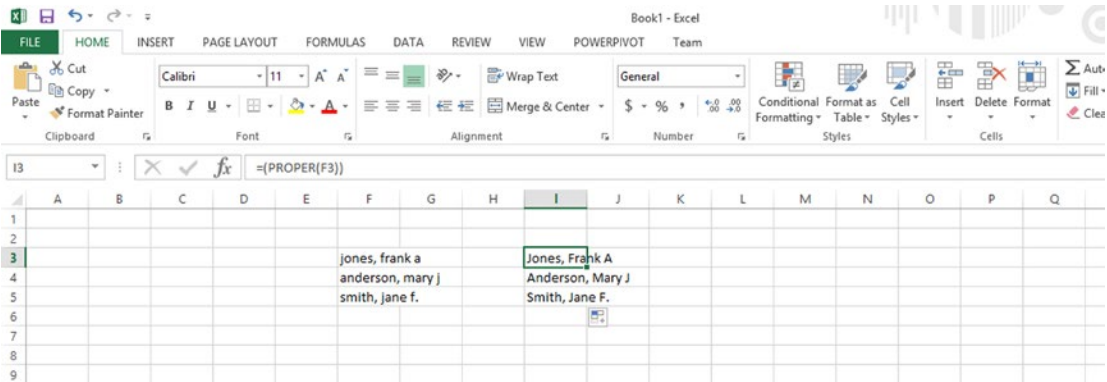 Book1 - Excel
FILE HOME INSERT PAGE LAYOUT FORMULAS DATA REVIEW VIEW POWERPIVOT Team
Cut
Copy
Format Painter
Paste
Clipboard
Calibri 11
B I U
Font
Wrap Text
Merge & Center
Alignment
General
$ % ,
Number
Conditional Formatting
Format as Table
Cell Styles
Styles
Insert Delete Format
Cells
Fill
I3 fx =(PROPER(F3))
A B C D E F G H I J K L M N O P Q
1
2
3 jones, frank a Jones, Frank A
4 anderson, mary j Anderson, Mary J
5 smith, jane f. Smith, Jane F.
6
7
8
9